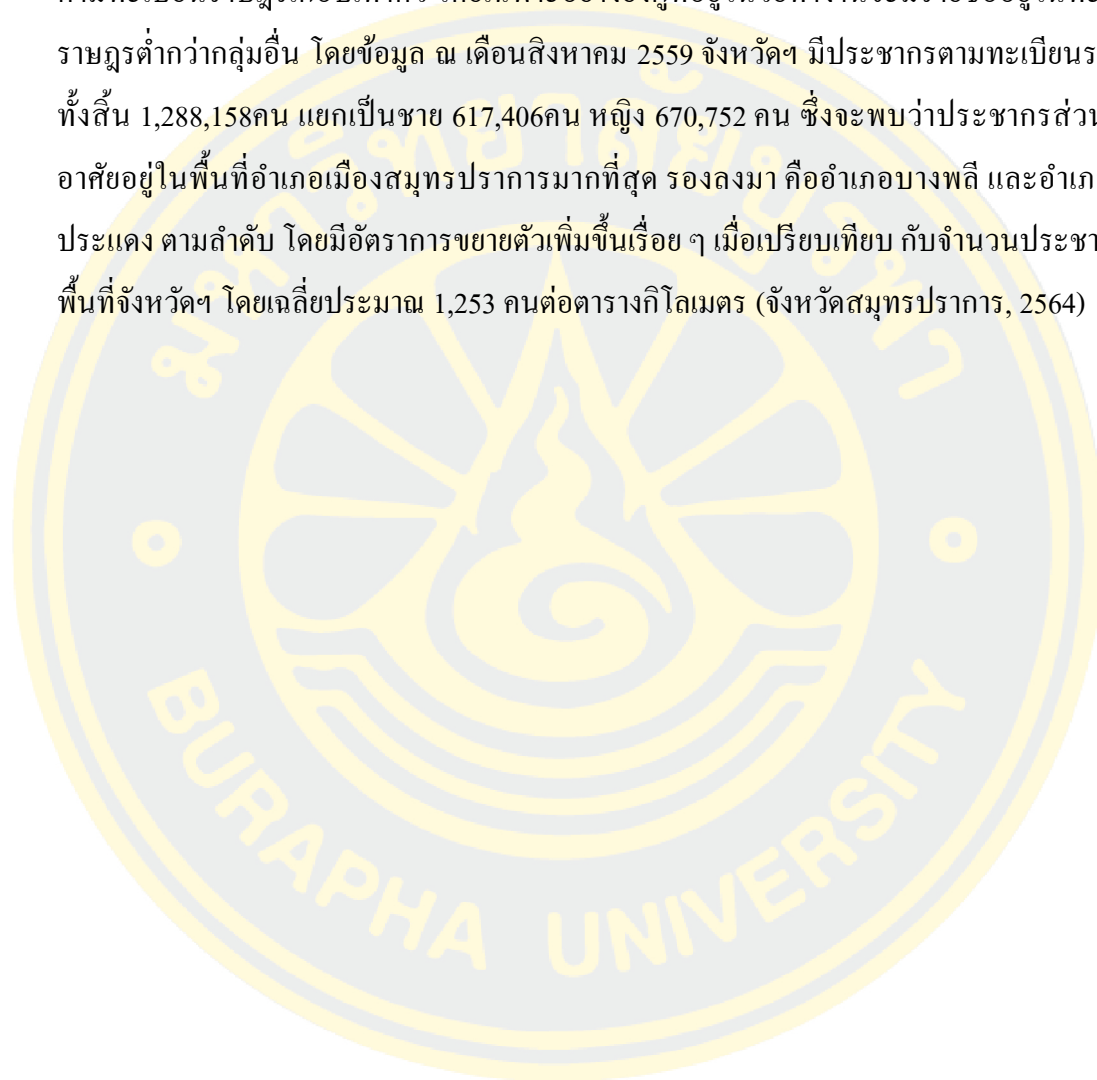 ราษฎรต่ำกว่ากลุ่มอื่น โดยข้อมูล ณ เดือนสิงหาคม 2559 จังหวัดฯ มีประชากรตามทะเบียนร
ทั้งสิ้น 1,288,158คน แยกเป็นชาย 617,406คน หญิง 670,752 คน ซึ่งจะพบว่าประชากรส่วน
อาศัยอยู่ในพื้นที่อำเภอเมืองสมุทรปราการมากที่สุด รองลงมา คืออำเภอบางพลี และอำเภ
ประแดง ตามลำดับ โดยมีอัตราการขยายตัวเพิ่มขึ้นเรื่อย ๆ เมื่อเปรียบเทียบ กับจำนวนประชา
พื้นที่จังหวัดฯ โดยเฉลี่ยประมาณ 1,253 คนต่อตารางกิโลเมตร (จังหวัดสมุทรปราการ, 2564)
มหาวิทยาลัยบูรพา
BURAPHA UNIVERSITY